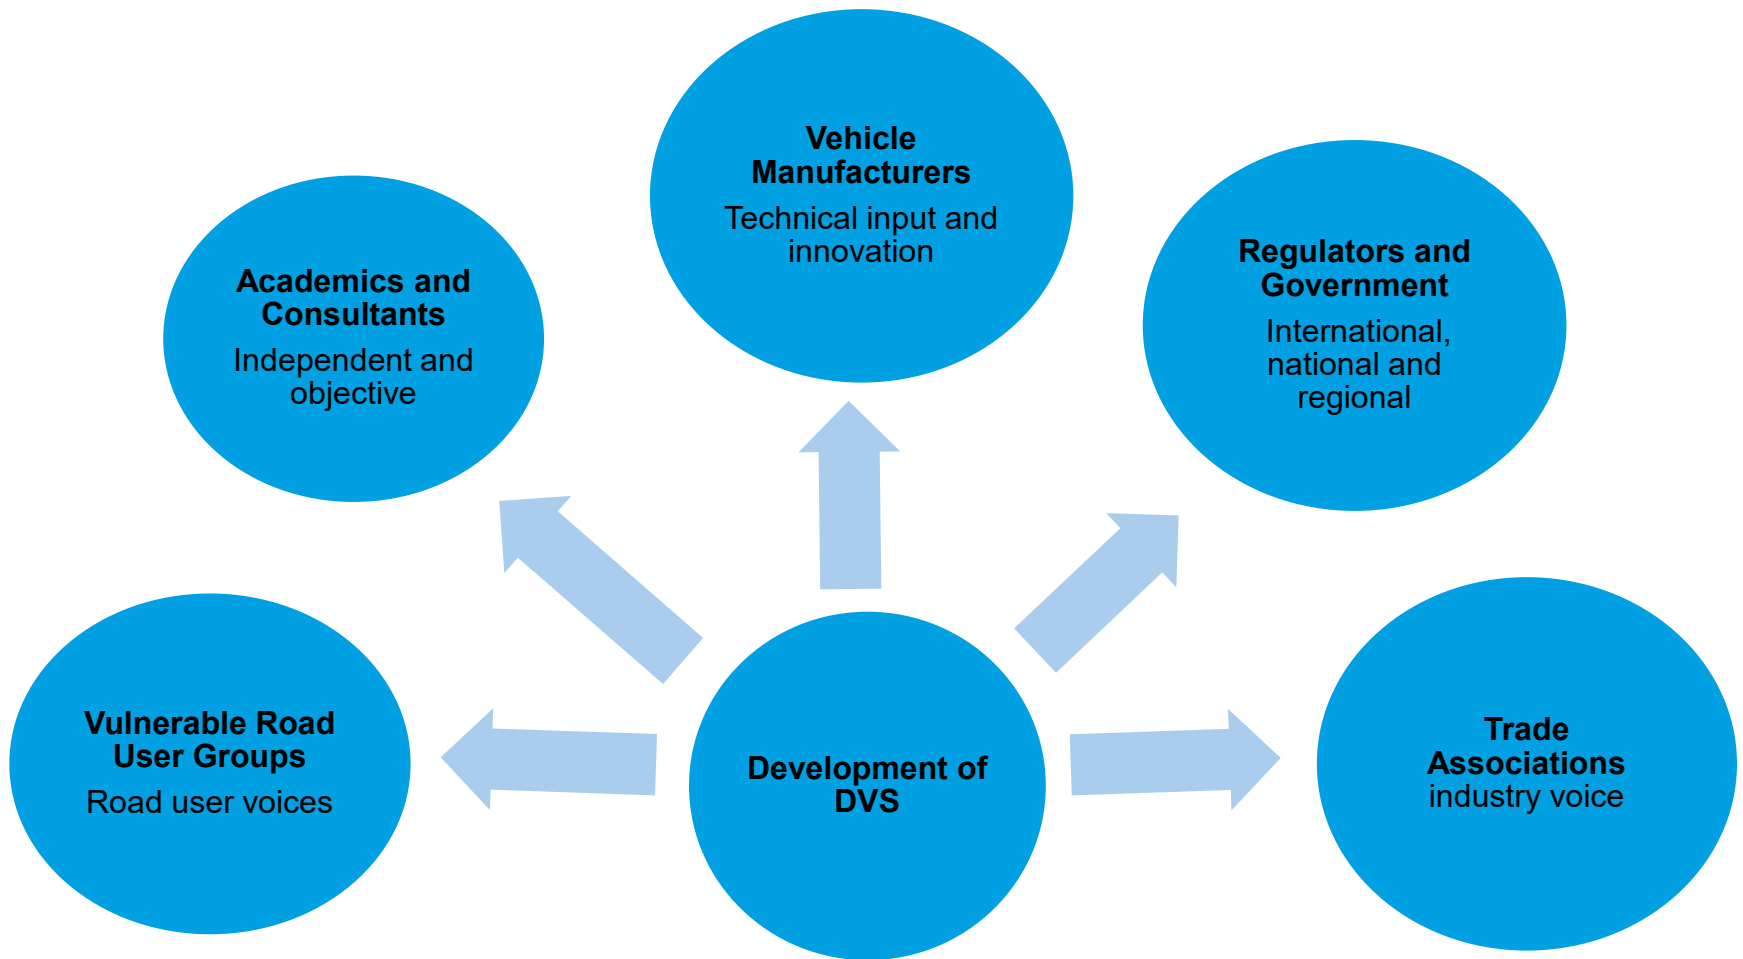 Vehicle
Manufacturers
Technical input and
innovation
Academics and
Consultants
Independent and
objective
Regulators and
Government
International,
national and
regional
Vulnerable Road
User Groups
Road user voices
Development of
DVS
Trade
Associations
industry voice